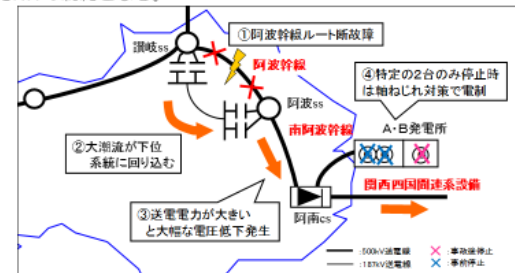 ①阿波幹線ルート断故障
讃岐ss
阿波幹線
④特定の2台のみ停止時
は軸ねじれ対策で電制
阿波ss
A・B発電所
南阿波幹線
②大潮流が下位
系統に回り込む
関西四国間連系設備
③送電電力が大きい
と大幅な電圧低下発生
阿南cs
:500kV送電線
:事故後停止
:187kV送電線
:事前停止